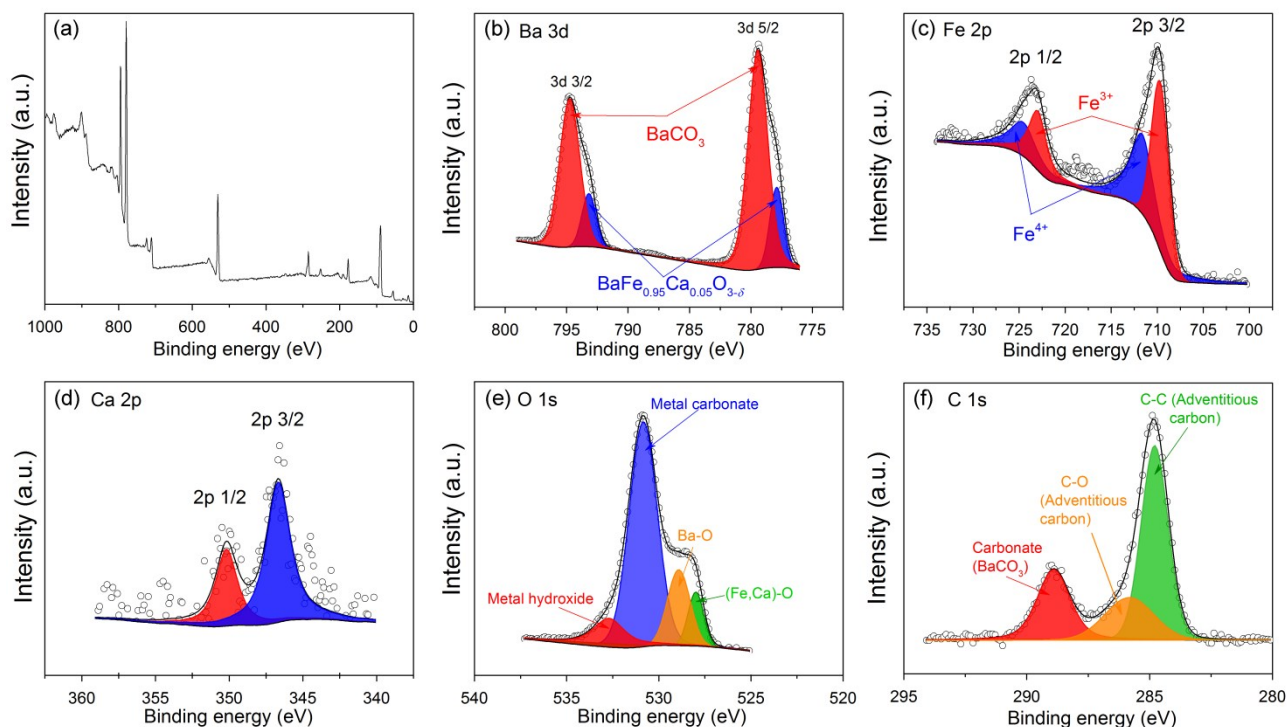 (a)
Intensity (a.u.)
1000 800 600 400 200 0
Binding energy (eV)
(b) Ba 3d
3d 5/2
3d 3/2
BaCO₃
BaFe₀.₉₅Ca₀.₀₅O₃₋δ
Intensity (a.u.)
800 795 790 785 780 775
Binding energy (eV)
(c) Fe 2p
2p 3/2
2p 1/2
Fe³⁺
Fe⁴⁺
Intensity (a.u.)
735 730 725 720 715 710 705 700
Binding energy (eV)
(d) Ca 2p
2p 3/2
2p 1/2
Intensity (a.u.)
360 355 350 345 340
Binding energy (eV)
(e) O 1s
Metal carbonate
Ba-O
Metal hydroxide
(Fe,Ca)-O
Intensity (a.u.)
540 535 530 525 520
Binding energy (eV)
(f) C 1s
C-C (Adventitious
carbon)
C-O
(Adventitious
carbon)
Carbonate
(BaCO₃)
Intensity (a.u.)
295 290 285 280
Binding energy (eV)